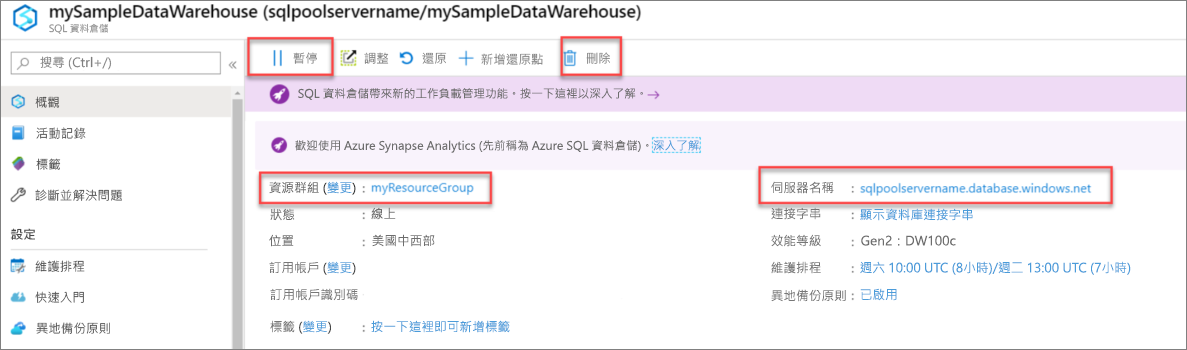 mySampleDataWarehouse (sqlpoolservername/mySampleDataWarehouse)
SQL 資料倉儲
搜尋 (Ctrl+/)
«
暫停 調整 還原 新增還原點 刪除
SQL 資料倉儲帶來新的工作負載管理功能。按一下這裡以深入了解。→
歡迎使用 Azure Synapse Analytics (先前稱為 Azure SQL 資料倉儲)。深入了解
概觀
活動記錄
標籤
診斷並解決問題
設定
維護排程
快速入門
異地備份原則
資源群組 (變更) : myResourceGroup
狀態 : 線上
位置 : 美國中西部
訂用帳戶 (變更)
訂用帳戶識別碼
標籤 (變更) : 按一下這裡即可新增標籤
伺服器名稱 : sqlpoolservername.database.windows.net
連接字串 : 顯示資料庫連接字串
效能等級 : Gen2：DW100c
維護排程 : 週六 10:00 UTC (8小時)/週二 13:00 UTC (7小時)
異地備份原則 : 已啟用